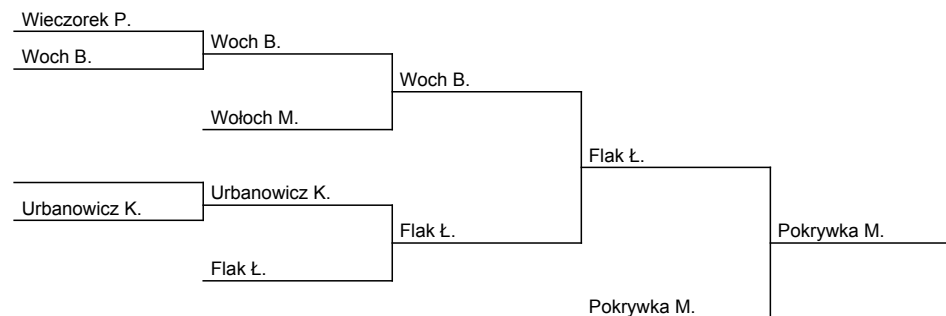 Wieczorek P.
Woch B.
Woch B.
Woch B.
Wołoch M.
Flak Ł.
Urbanowicz K.
Urbanowicz K.
Flak Ł.
Pokrywka M.
Flak Ł.
Pokrywka M.